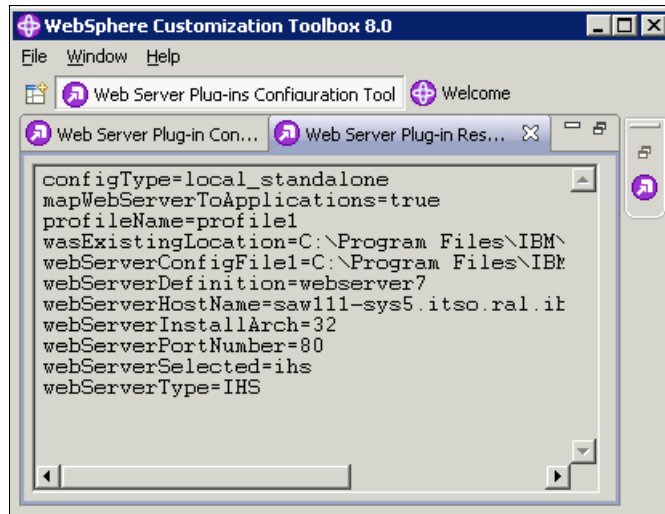 WebSphere Customization Toolbox 8.0
File Window Help
Web Server Plug-ins Configuration Tool Welcome
Web Server Plug-in Con... Web Server Plug-in Res...
configType=local_standalone
mapWebServerToApplications=true
profileName=profile1
wasExistingLocation=C:\Program Files\IBM\
webServerConfigFile1=C:\Program Files\IBM
webServerDefinition=webserver7
webServerHostName=saw111-sys5.itso.ral.ib
webServerInstallArch=32
webServerPortNumber=80
webServerSelected=ihs
webServerType=IHS